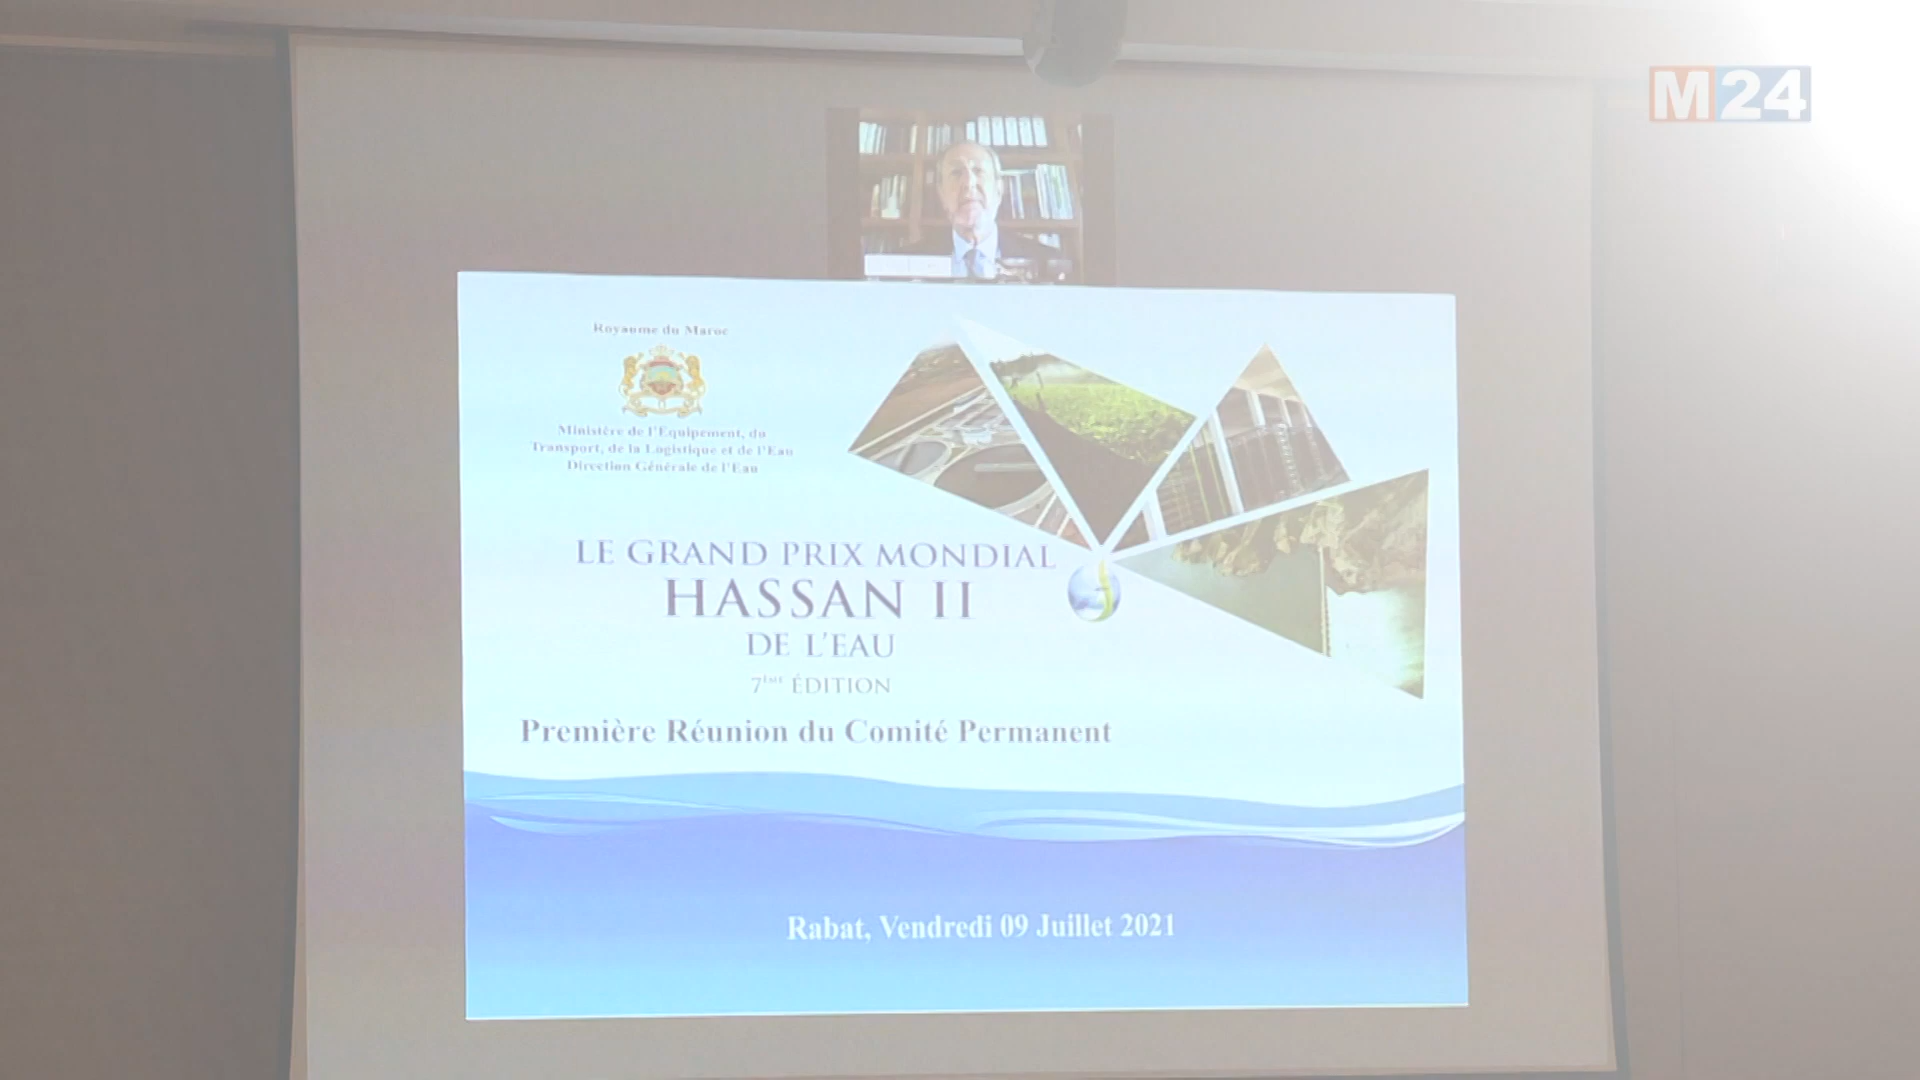 M24
Royaume du Maroc
Ministère de l'Equipement, du
Transport, de la Logistique et de l'Eau
Direction Générale de l'Eau
LE GRAND PRIX MONDIAL
HASSAN II
DE L'EAU
7ème ÉDITION
Première Réunion du Comité Permanent
Rabat, Vendredi 09 Juillet 2021